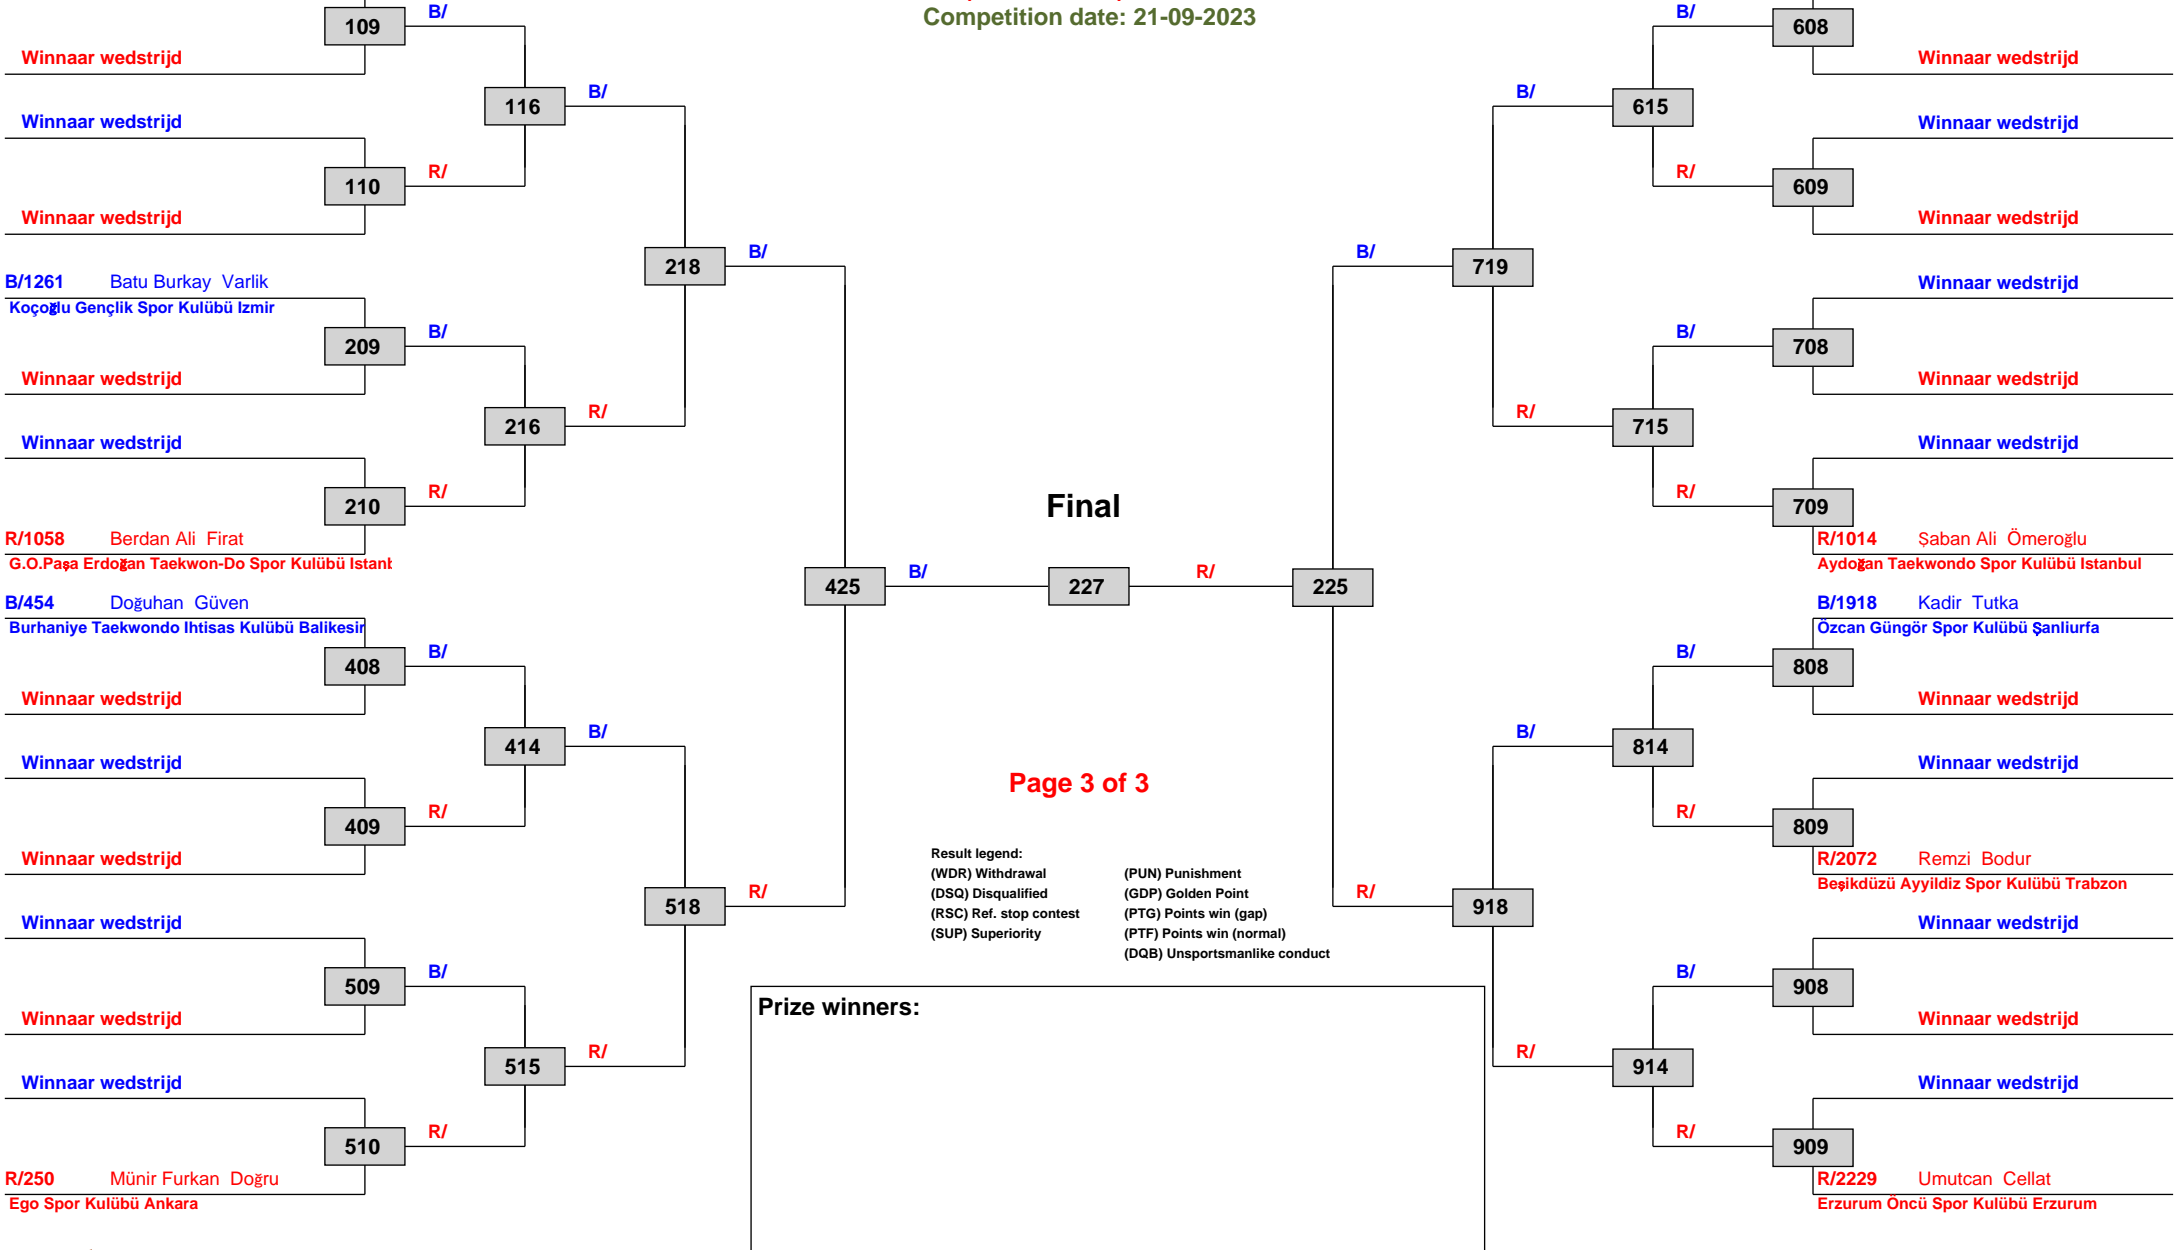 Competition date: 21-09-2023
109
B/
Winnaar wedstrijd
116
B/
Winnaar wedstrijd
110
R/
Winnaar wedstrijd
218
B/
B/1261 Batu Burkay Varlik
Koçoğlu Gençlik Spor Kulübü Izmir
209
B/
Winnaar wedstrijd
216
R/
Winnaar wedstrijd
210
R/
R/1058 Berdan Ali Firat
G.O.Paşa Erdoğan Taekwon-Do Spor Kulübü
425
B/
B/454 Doğuhan Güven
Burhaniye Taekwondo Ihtisas Kulübü Balikesir
408
B/
Winnaar wedstrijd
414
B/
Winnaar wedstrijd
409
R/
Winnaar wedstrijd
518
R/
Winnaar wedstrijd
509
B/
Winnaar wedstrijd
515
R/
Winnaar wedstrijd
510
R/
R/250 Münir Furkan Doğru
Ego Spor Kulübü Ankara
Final
227
R/
225
Page 3 of 3
Result legend:
(WDR) Withdrawal (PUN) Punishment
(DSQ) Disqualified (GDP) Golden Point
(RSC) Ref. stop contest (PTG) Points win (gap)
(SUP) Superiority (PTF) Points win (normal)
(DQB) Unsportsmanlike conduct
Prize winners:
B/
608
Winnaar wedstrijd
B/
615
Winnaar wedstrijd
R/
609
Winnaar wedstrijd
B/
719
Winnaar wedstrijd
B/
708
Winnaar wedstrijd
R/
715
Winnaar wedstrijd
R/
709
R/1014 Şaban Ali Ömeroğlu
Aydoğan Taekwondo Spor Kulübü Istanbul
B/1918 Kadir Tutka
Özcan Güngör Spor Kulübü Şanliurfa
B/
808
Winnaar wedstrijd
B/
814
Winnaar wedstrijd
R/
809
R/2072 Remzi Bodur
Beşikdüzü Ayyildiz Spor Kulübü Trabzon
R/
918
Winnaar wedstrijd
B/
908
Winnaar wedstrijd
R/
914
Winnaar wedstrijd
R/
909
R/2229 Umutcan Cellat
Erzurum Öncü Spor Kulübü Erzurum